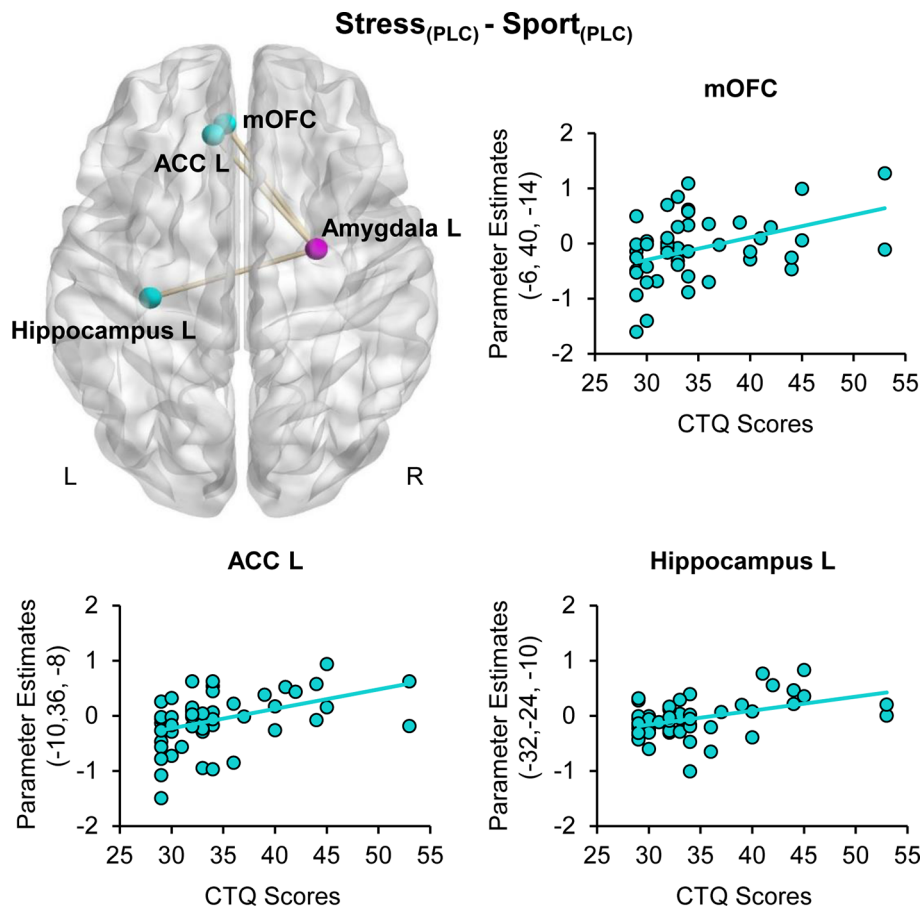 Stress(PLC) - Sport(PLC)
mOFC
ACC L
Amygdala L
Hippocampus L
L
R
mOFC
Parameter Estimates
(-6, 40, -14)
2
1
0
-1
-2
25 30 35 40 45 50 55
CTQ Scores
ACC L
Parameter Estimates
(-10,36, -8)
2
1
0
-1
-2
25 30 35 40 45 50 55
CTQ Scores
Hippocampus L
Parameter Estimates
(-32,-24, -10)
2
1
0
-1
-2
25 30 35 40 45 50 55
CTQ Scores